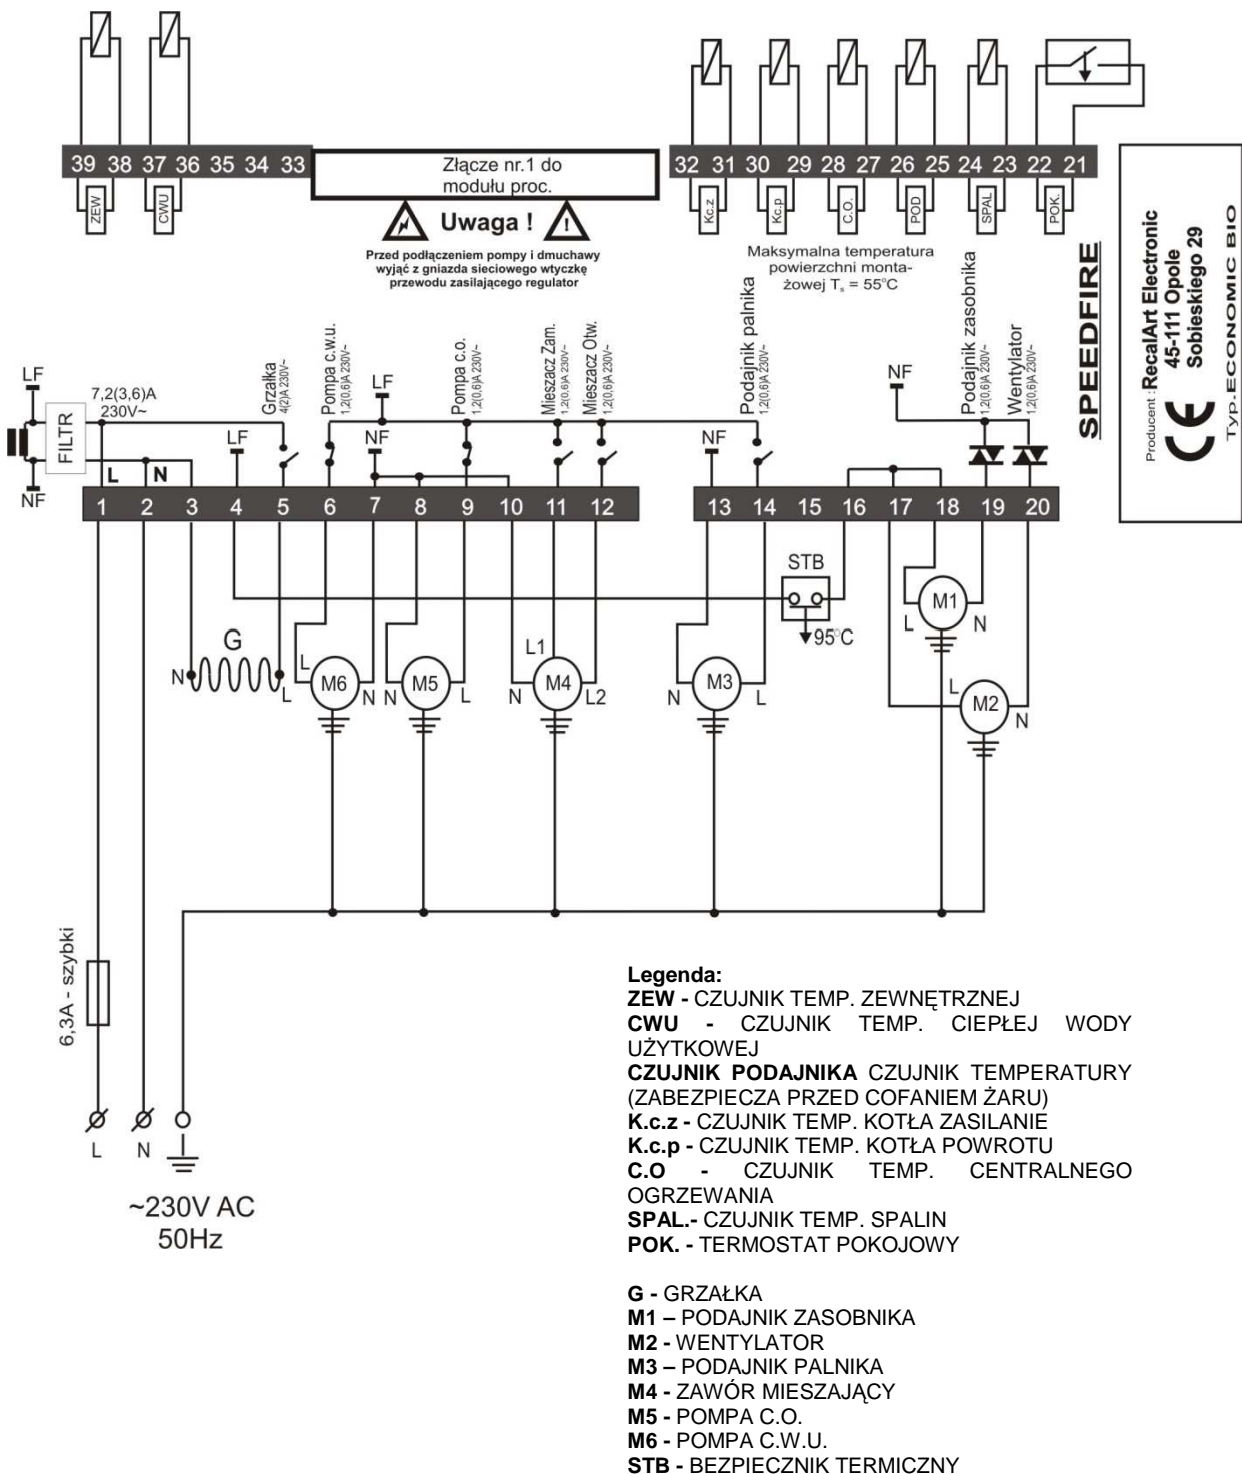 39 38 37 36 35 34 33
Złącze nr.1 do
modułu proc.
32 31 30 29 28 27 26 25 24 23 22 21
ZEW
CWU
Kc.z
Kc.p
C.O.
POD
SPAL
POK.
Uwaga !
Przed podłączeniem pompy i dmuchawy
wyjąć z gniazda sieciowego wtyczkę
przewodu zasilającego regulator
Maksymalna temperatura
powierzchni monta-
żowej Ts = 55°C
SPEEDFIRE
Producent : RecalArt Electronic
45-111 Opole
Sobieskiego 29
CE
Typ.ECONOMIC BIO
LF
FILTR
NF
7,2(3,6)A
230V~
L
N
LF
Grzałka
4(2)A 230V~
Pompa c.w.u.
1,2(0,6)A 230V~
LF
NF
Pompa c.o.
1,2(0,6)A 230V~
Mieszacz Zam.
1,2(0,6)A 230V~
Mieszacz Otw.
1,2(0,6)A 230V~
NF
Podajnik palnika
1,2(0,6)A 230V~
NF
Podajnik zasobnika
1,2(0,6)A 230V~
Wentylator
1,2(0,6)A 230V~
1 2 3 4 5 6 7 8 9 10 11 12
13 14 15 16 17 18 19 20
STB
95°C
G
N
L
L
M6
N
N
M5
L
L1
N
M4
L2
N
M3
L
L
M1
N
L
M2
N
6,3A - szybki
L
N
~230V AC
50Hz
Legenda:
ZEW - CZUJNIK TEMP. ZEWNĘTRZNEJ
CWU - CZUJNIK TEMP. CIEPŁEJ WODY
UŻYTKOWEJ
CZUJNIK PODAJNIKA CZUJNIK TEMPERATURY
(ZABEZPIECZA PRZED COFANIEM ŻARU)
K.c.z - CZUJNIK TEMP. KOTŁA ZASILANIE
K.c.p - CZUJNIK TEMP. KOTŁA POWROTU
C.O - CZUJNIK TEMP. CENTRALNEGO
OGRZEWANIA
SPAL.- CZUJNIK TEMP. SPALIN
POK. - TERMOSTAT POKOJOWY
G - GRZAŁKA
M1 – PODAJNIK ZASOBNIKA
M2 - WENTYLATOR
M3 – PODAJNIK PALNIKA
M4 - ZAWÓR MIESZAJĄCY
M5 - POMPA C.O.
M6 - POMPA C.W.U.
STB - BEZPIECZNIK TERMICZNY